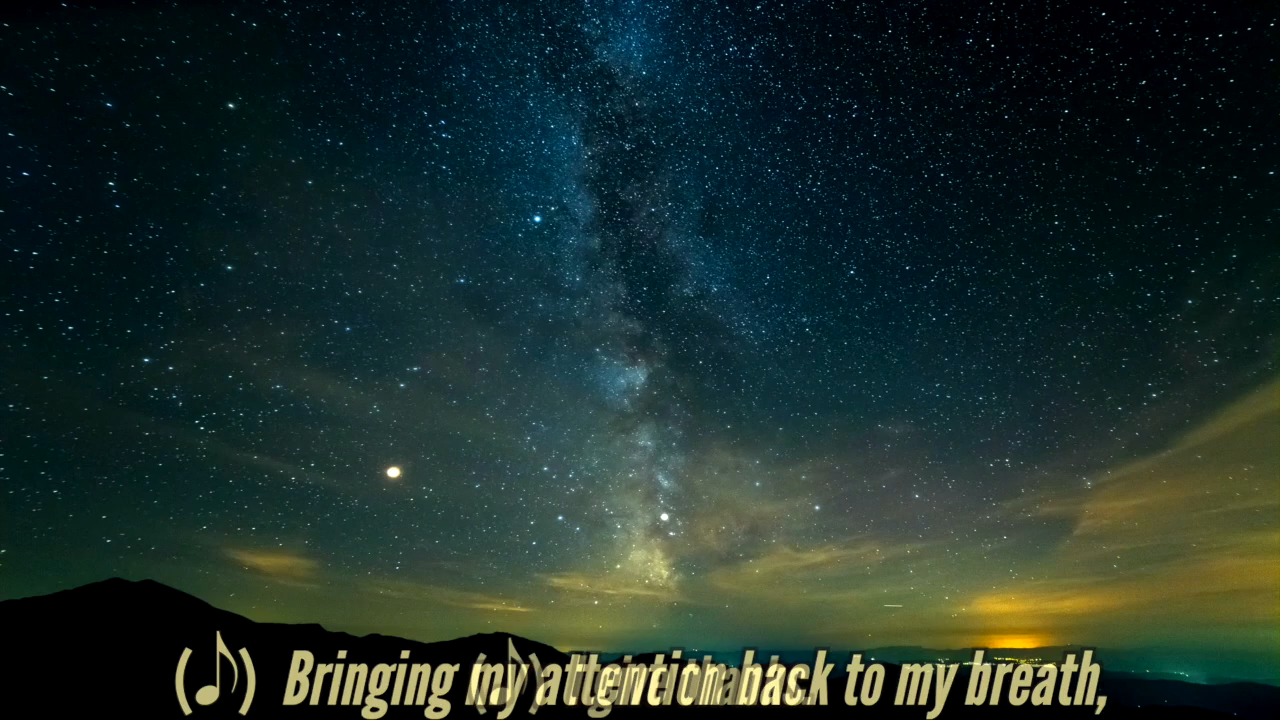 (♪) Bringing my attention back to my breath,